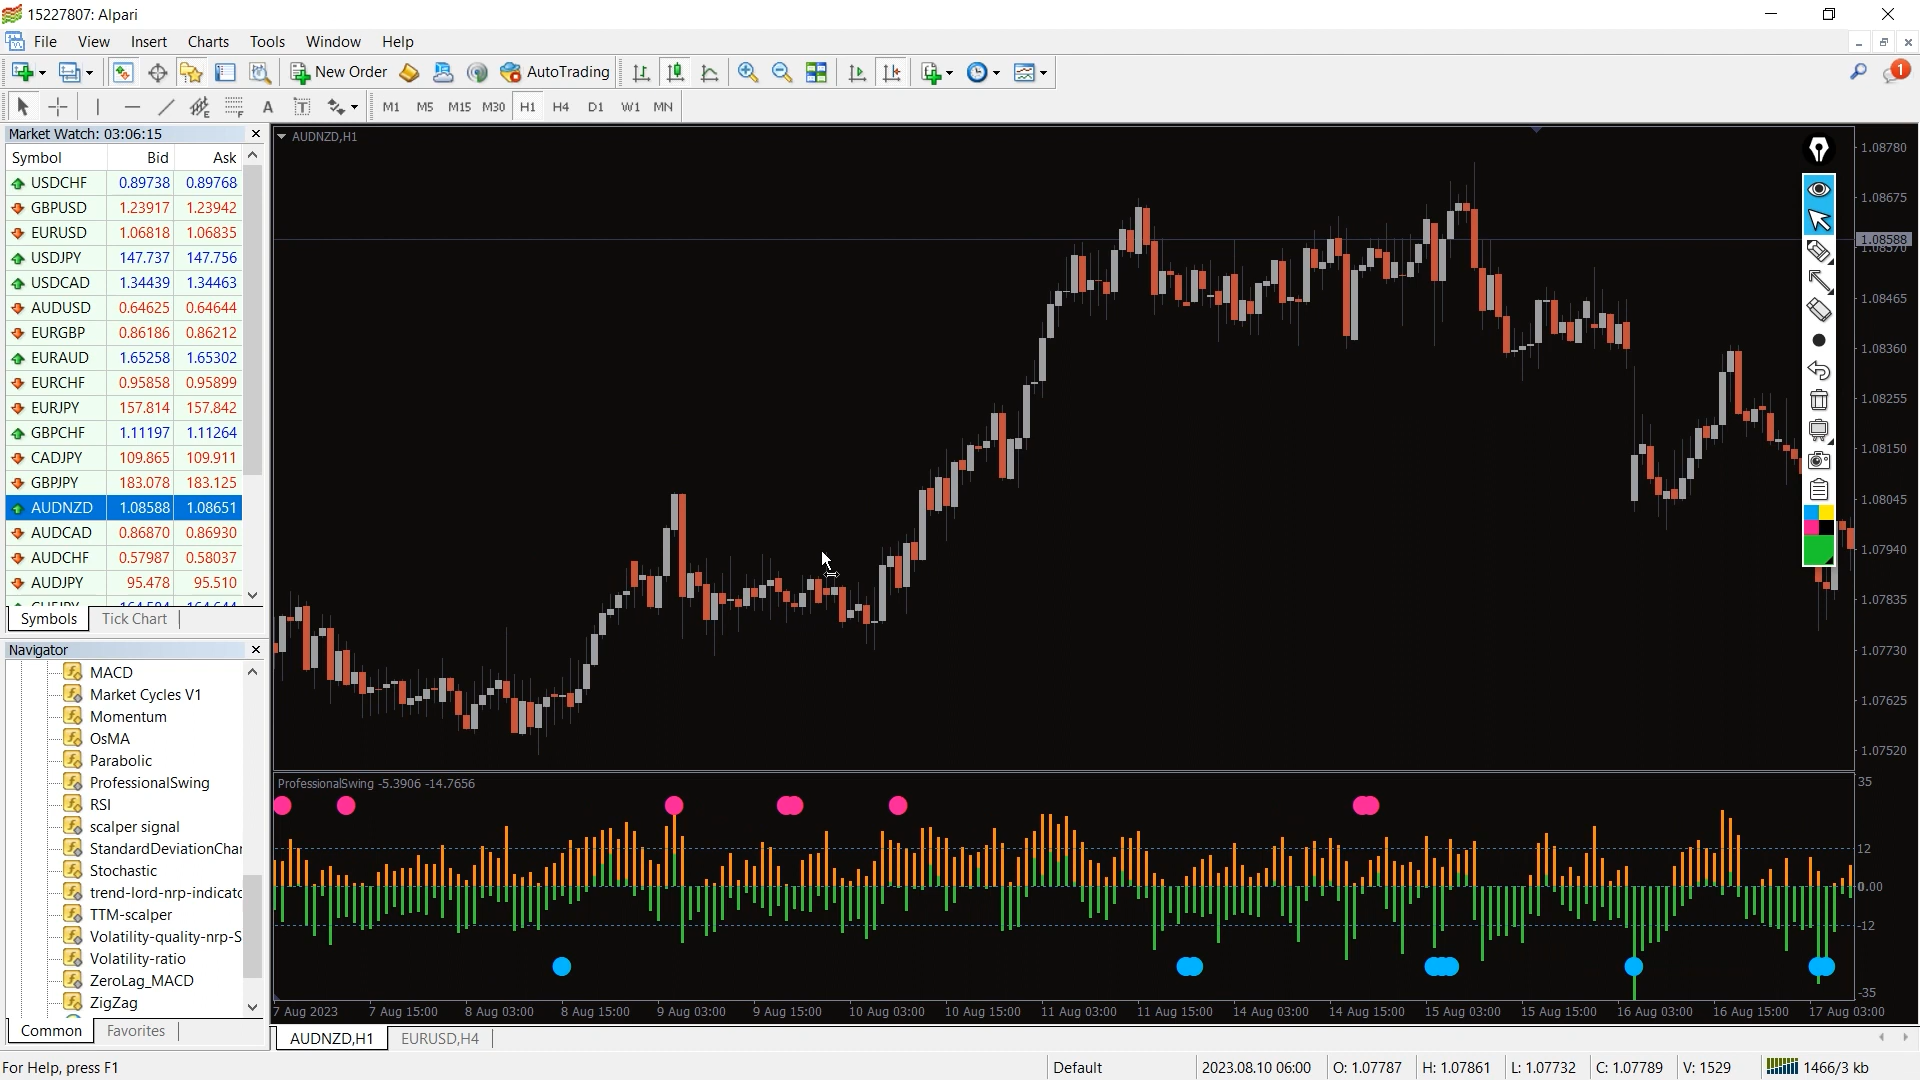 15227807: Alpari
File View Insert Charts Tools Window Help
New Order AutoTrading 1
A T M1 M5 M15 M30 H1 H4 D1 W1 MN
Market Watch: 03:06:15
Symbol Bid Ask
USDCHF 0.89738 0.89768
GBPUSD 1.23917 1.23942
EURUSD 1.06818 1.06835
USDJPY 147.737 147.756
USDCAD 1.34439 1.34463
AUDUSD 0.64625 0.64644
EURGBP 0.86186 0.86212
EURAUD 1.65258 1.65302
EURCHF 0.95858 0.95899
EURJPY 157.814 157.842
GBPCHF 1.11197 1.11264
CADJPY 109.865 109.911
GBPJPY 183.078 183.125
AUDNZD 1.08588 1.08651
AUDCAD 0.86870 0.86930
AUDCHF 0.57987 0.58037
AUDJPY 95.478 95.510
Symbols Tick Chart
Navigator
MACD
Market Cycles V1
Momentum
OsMA
Parabolic
ProfessionalSwing
RSI
scalper signal
StandardDeviationChar
Stochastic
trend-lord-nrp-indicato
TTM-scalper
Volatility-quality-nrp-S
Volatility-ratio
ZeroLag_MACD
ZigZag
Common Favorites
AUDNZD,H1
1.08780
1.08675
1.08588
1.08570
1.08465
1.08360
1.08255
1.08150
1.08045
1.07940
1.07835
1.07730
1.07625
1.07520
ProfessionalSwing -5.3906 -14.7656
35
12
0.00
-12
-35
7 Aug 2023 7 Aug 15:00 8 Aug 03:00 8 Aug 15:00 9 Aug 03:00 9 Aug 15:00 10 Aug 03:00 10 Aug 15:00 11 Aug 03:00 11 Aug 15:00 14 Aug 03:00 14 Aug 15:00 15 Aug 03:00 15 Aug 15:00 16 Aug 03:00 16 Aug 15:00 17 Aug 03:00
AUDNZD,H1 EURUSD,H4
For Help, press F1 Default 2023.08.10 06:00 O: 1.07787 H: 1.07861 L: 1.07732 C: 1.07789 V: 1529 1466/3 kb